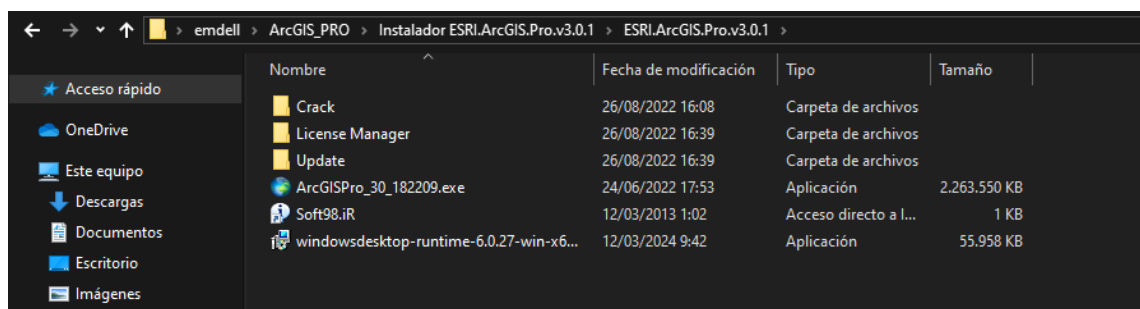 emdell > ArcGIS_PRO > Instalador ESRI.ArcGIS.Pro.v3.0.1 > ESRI.ArcGIS.Pro.v3.0.1 >
Nombre Fecha de modificación Tipo Tamaño
Acceso rápido
OneDrive
Este equipo
Descargas
Documentos
Escritorio
Imágenes
Crack 26/08/2022 16:08 Carpeta de archivos
License Manager 26/08/2022 16:39 Carpeta de archivos
Update 26/08/2022 16:39 Carpeta de archivos
ArcGISPro_30_182209.exe 24/06/2022 17:53 Aplicación 2.263.550 KB
Soft98.iR 12/03/2013 1:02 Acceso directo a l... 1 KB
windowsdesktop-runtime-6.0.27-win-x6... 12/03/2024 9:42 Aplicación 55.958 KB